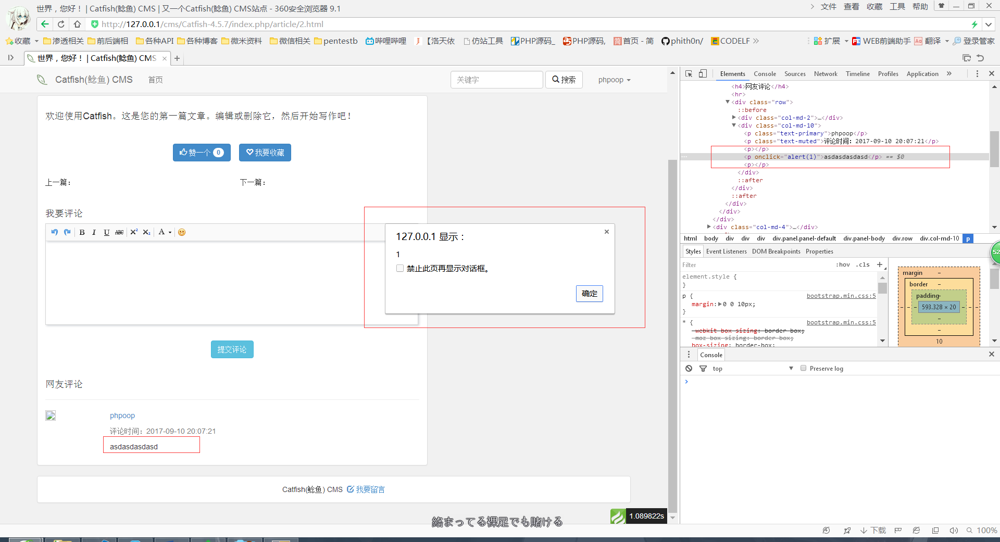 世界，您好！ | Catfish(鲶鱼) CMS | 又一个Catfish(鲶鱼) CMS站点 - 360安全浏览器 9.1
文件 查看 收藏 工具 帮助
http://127.0.0.1/cms/Catfish-4.5.7/index.php/article/2.html
收藏 渗透相关 前后端相 各种API 各种博客 微米资料 微信相关 pentestb 哔哩哔哩 【洛天依 仿站工具 PHP源码_ PHP源码, 首页 - 简 phith0n/ CODELF » 扩展 WEB前端助手 翻译 登录管家
世界，您好！ | Catfish(鲶鱼) CMS × +
Catfish(鲶鱼) CMS 首页 关键字 搜索 phpoop
欢迎使用Catfish。这是您的第一篇文章。编辑或删除它，然后开始写作吧！
赞一个 0 我要收藏
上一篇： 下一篇：
我要评论
B I U ABC X² X₂ A
127.0.0.1 显示：
1
禁止此页再显示对话框。
确定
提交评论
网友评论
phpoop
评论时间：2017-09-10 20:07:21
asdasdasdasd
Catfish(鲶鱼) CMS 我要留言
1.089822s
絡まってる裸足でも賭ける
Elements Console Sources Network Timeline Profiles Application »
<h4>网友评论</h4>
<hr>
<div class="row">
::before
<div class="col-md-2">…</div>
<div class="col-md-10">
<p class="text-primary">phpoop</p>
<p class="text-muted">评论时间：2017-09-10 20:07:21</p>
<p></p>
<p onclick="alert(1)">asdasdasdasd</p> == $0
<p></p>
</div>
::after
</div>
::after
</div>
</div>
</div>
<div class="col-md-4">…</div>
html body div div div div.panel.panel-default div.panel-body div.row div.col-md-10 p
Styles Event Listeners DOM Breakpoints Properties
Filter :hov .cls +
element.style {
}
p { bootstrap.min.css:5
margin: 0 0 10px;
}
* { bootstrap.min.css:5
-webkit-box-sizing: border-box;
-moz-box-sizing: border-box;
box-sizing: border-box;
margin –
border –
padding –
– – – 593.328 × 20 – – –
–
–
10
Console
top Preserve log
>
52
下载 100%